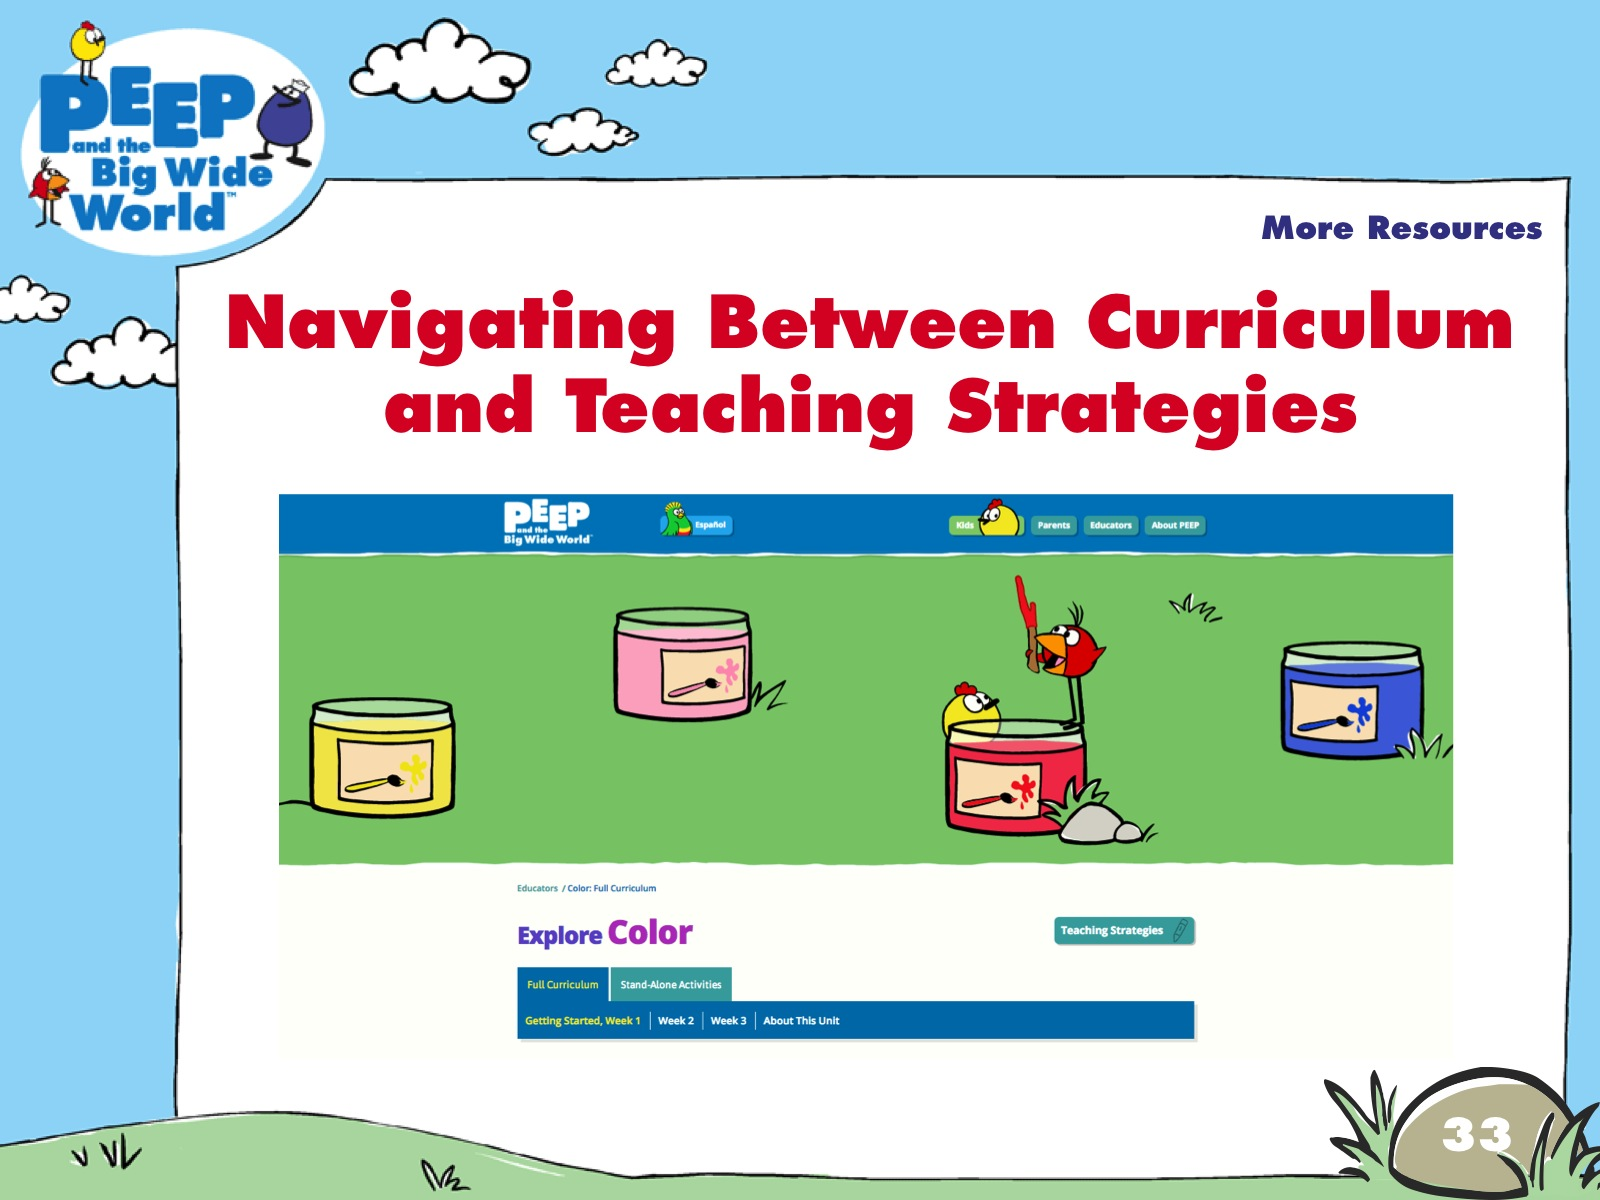 PEEP
and the
Big Wide
World™
More Resources
Navigating Between Curriculum
and Teaching Strategies
PEEP
and the
Big Wide World™
Español
Kids
Parents
Educators
About PEEP
Educators / Color: Full Curriculum
Explore Color
Teaching Strategies
Full Curriculum
Stand-Alone Activities
Getting Started, Week 1 | Week 2 | Week 3 | About This Unit
33